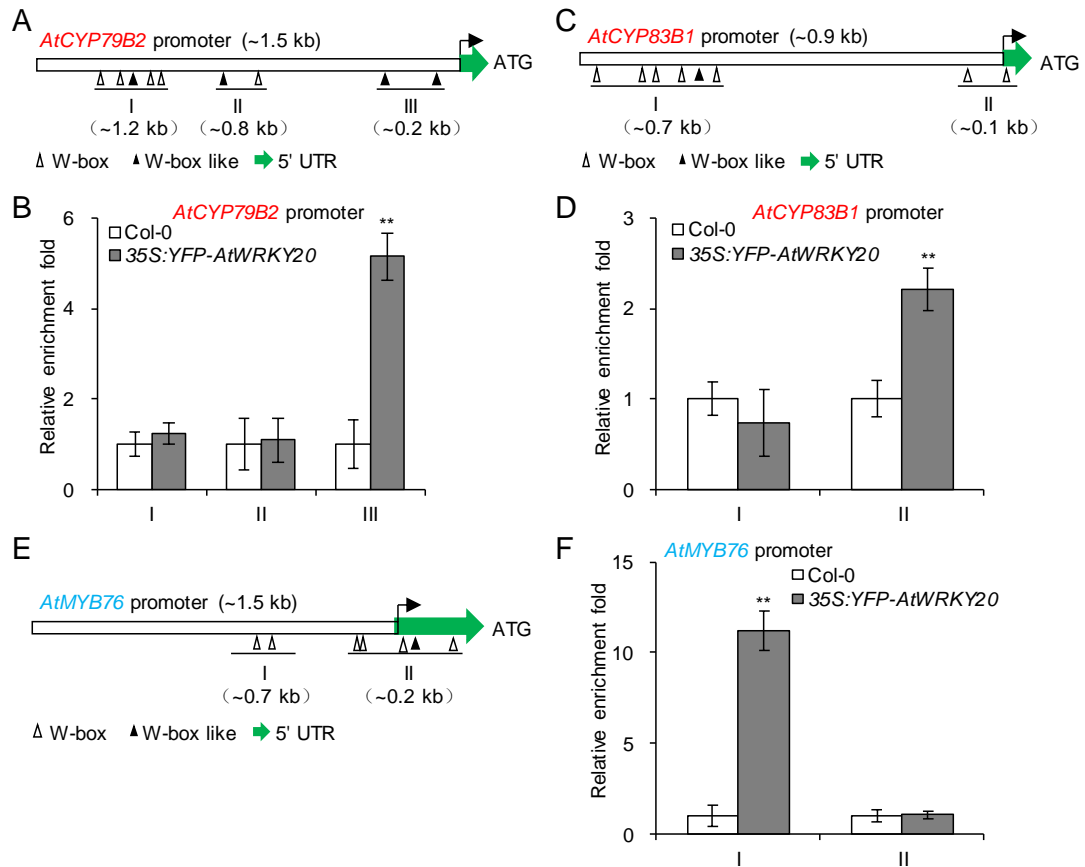 A
AtCYP79B2 promoter (~1.5 kb)
ATG
I
II
III
(~1.2 kb)
(~0.8 kb)
(~0.2 kb)
W-box
W-box like
5' UTR
C
AtCYP83B1 promoter (~0.9 kb)
ATG
I
II
(~0.7 kb)
(~0.1 kb)
W-box
W-box like
5' UTR
B
AtCYP79B2 promoter
Col-0
35S:YFP-AtWRKY20
**
Relative enrichment fold
6
4
2
0
I
II
III
D
AtCYP83B1 promoter
Col-0
35S:YFP-AtWRKY20
**
Relative enrichment fold
3
2
1
0
I
II
E
AtMYB76 promoter (~1.5 kb)
ATG
I
II
(~0.7 kb)
(~0.2 kb)
W-box
W-box like
5' UTR
F
AtMYB76 promoter
Col-0
35S:YFP-AtWRKY20
**
Relative enrichment fold
15
10
5
0
I
II